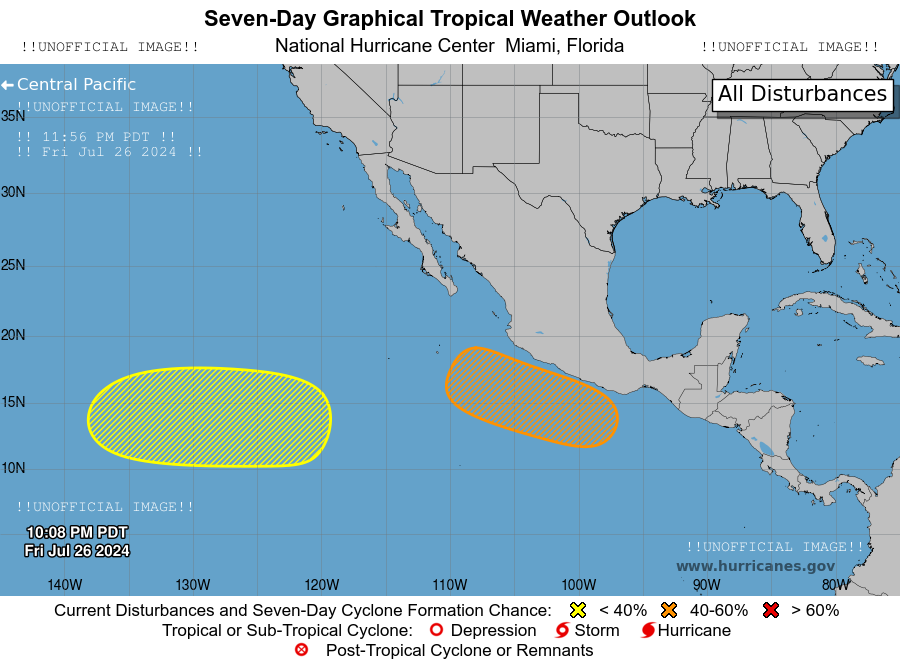 Seven-Day Graphical Tropical Weather Outlook
!!UNOFFICIAL IMAGE!! National Hurricane Center Miami, Florida !!UNOFFICIAL IMAGE!!
Central Pacific
All Disturbances
!!UNOFFICIAL IMAGE!!
35N
!! 11:56 PM PDT !!
!! Fri Jul 26 2024 !!
30N
25N
20N
15N
10N
!!UNOFFICIAL IMAGE!!
10:08 PM PDT
Fri Jul 26 2024
!!UNOFFICIAL IMAGE!!
www.hurricanes.gov
140W 130W 120W 110W 100W 90W 80W
Current Disturbances and Seven-Day Cyclone Formation Chance: < 40% 40-60% > 60%
Tropical or Sub-Tropical Cyclone: Depression Storm Hurricane
Post-Tropical Cyclone or Remnants